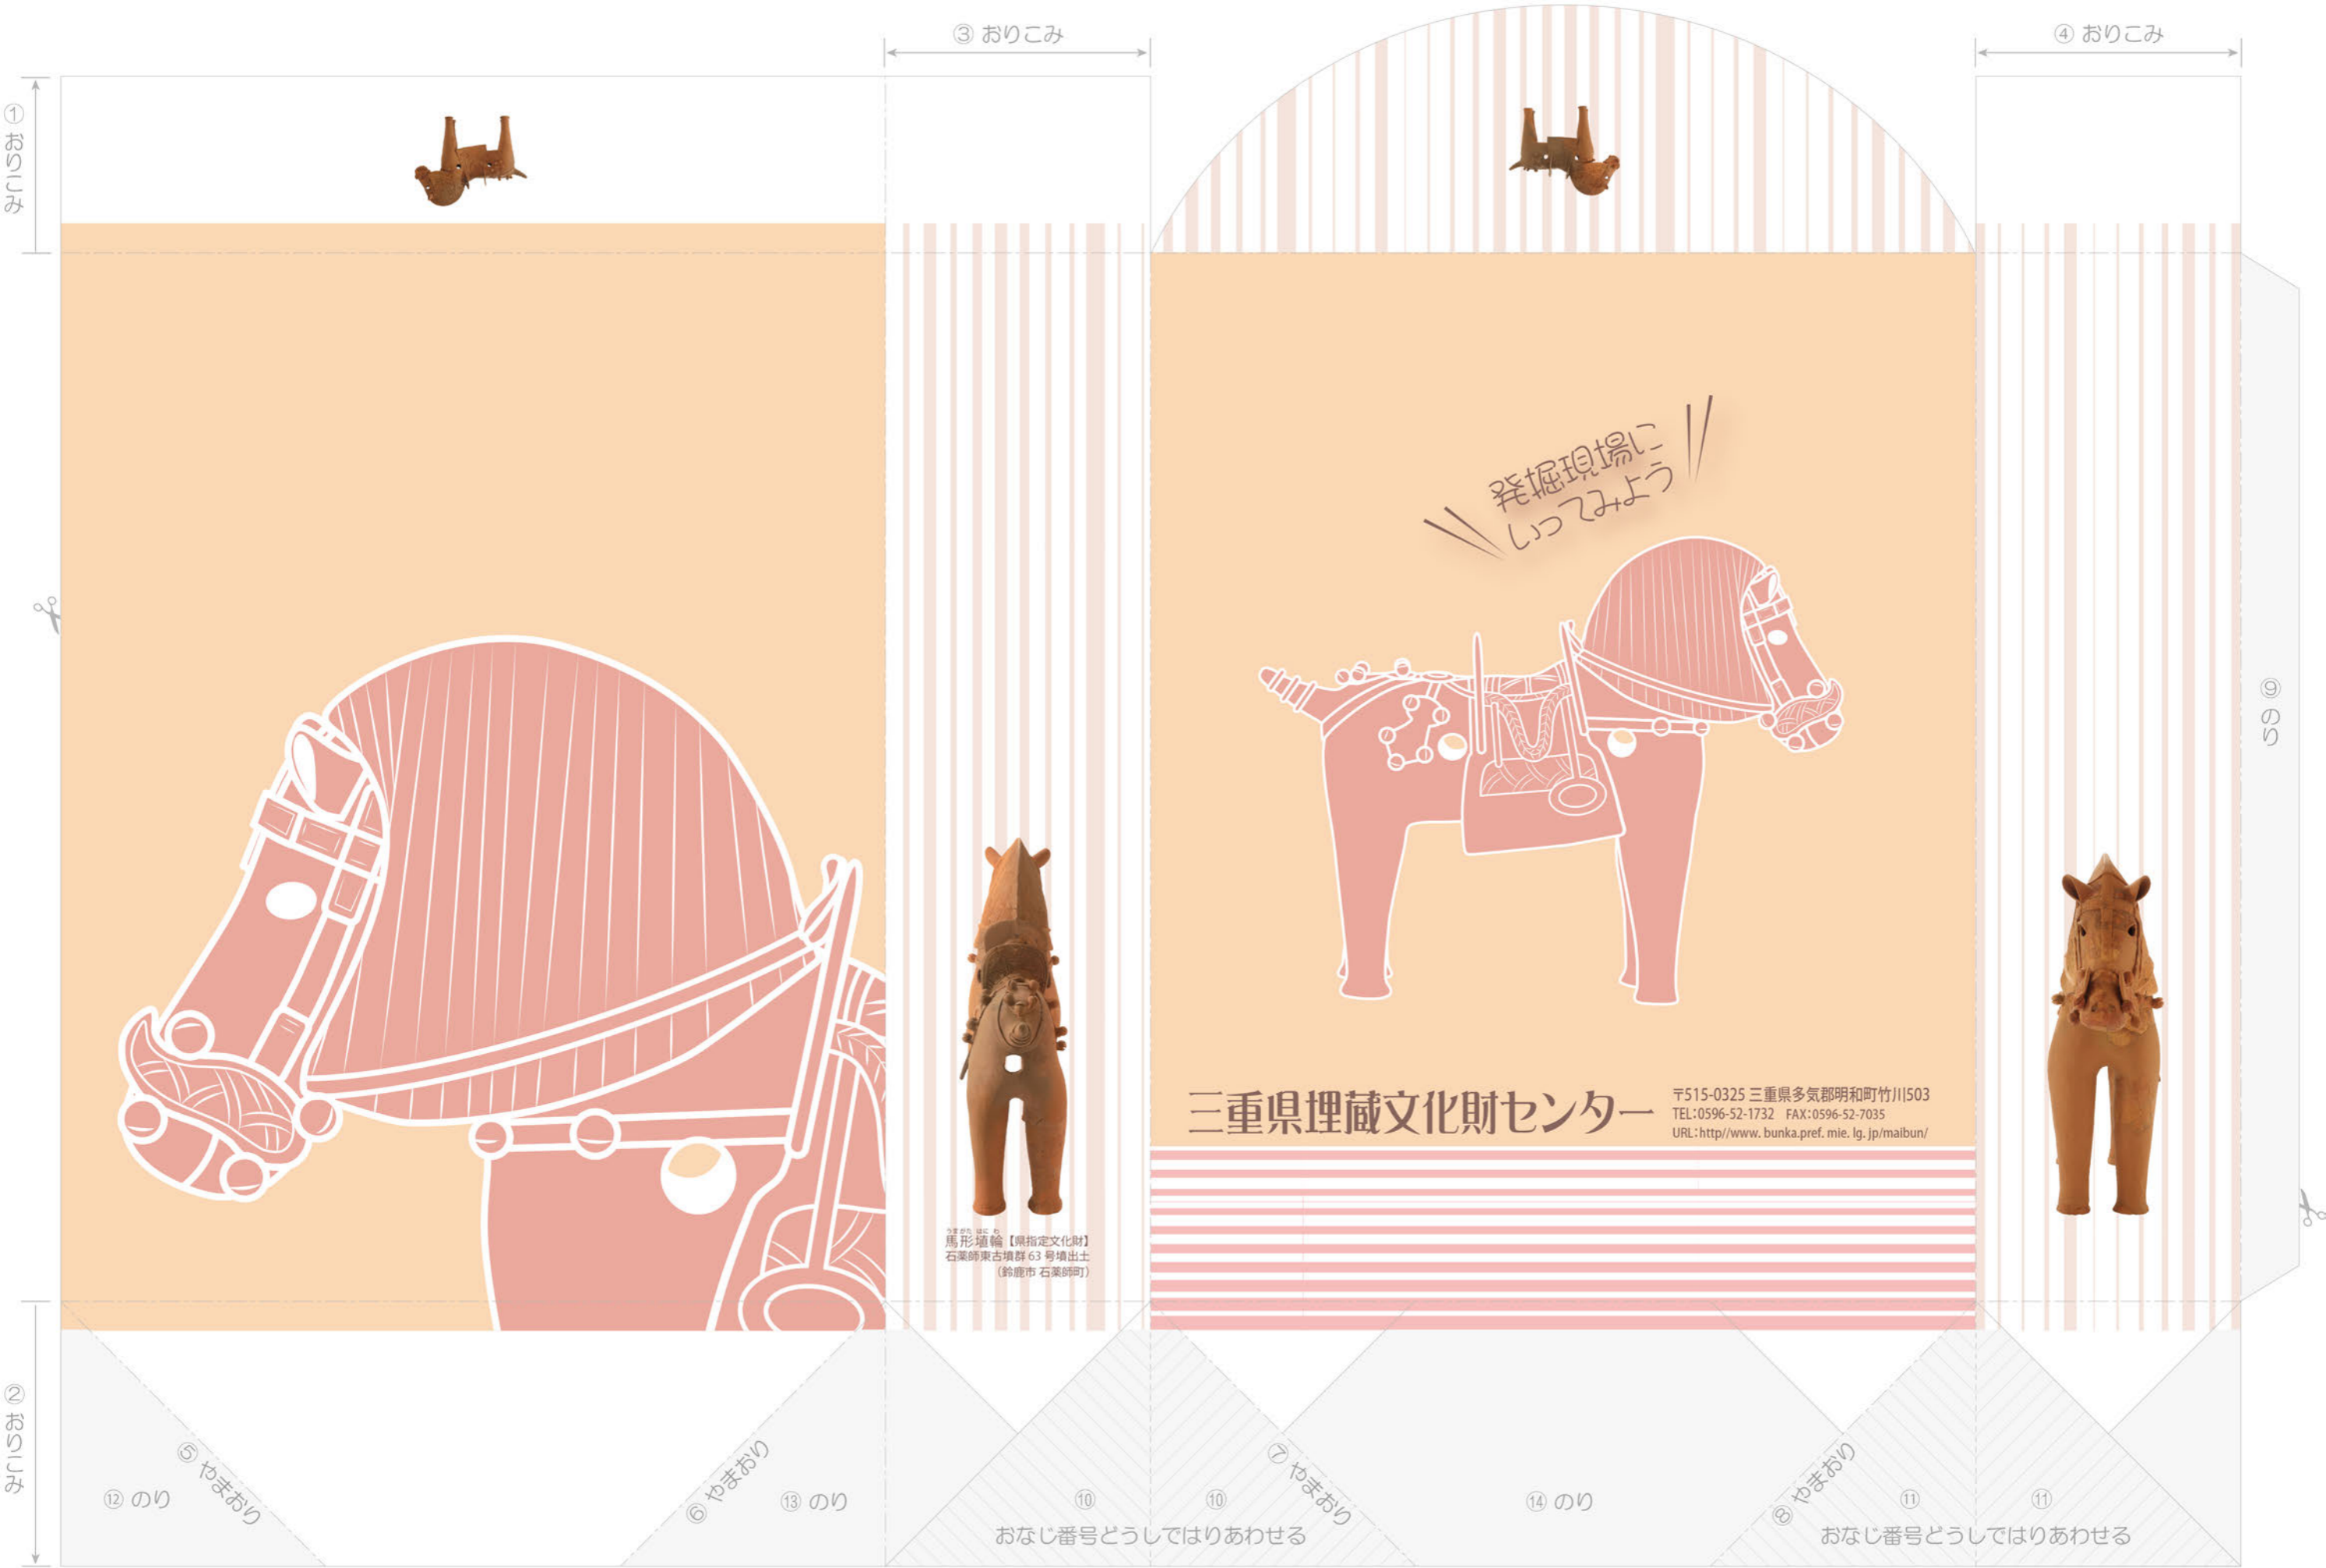 ③ おりこみ
④ おりこみ
① おりこみ
発掘現場に
いってみよう
⑨ のり
三重県埋蔵文化財センター
〒515-0325 三重県多気郡明和町竹川503
TEL:0596-52-1732 FAX:0596-52-7035
URL:http//www. bunka.pref. mie. lg. jp/maibun/
うまがた はに わ
馬形埴輪【県指定文化財】
石薬師東古墳群 63 号墳出土
（鈴鹿市 石薬師町）
② おりこみ
⑤ やまおり
⑥ やまおり
⑦ やまおり
⑧ やまおり
⑫ のり
⑬ のり
⑩
⑩
⑭ のり
⑪
⑪
おなじ番号どうしではりあわせる
おなじ番号どうしではりあわせる